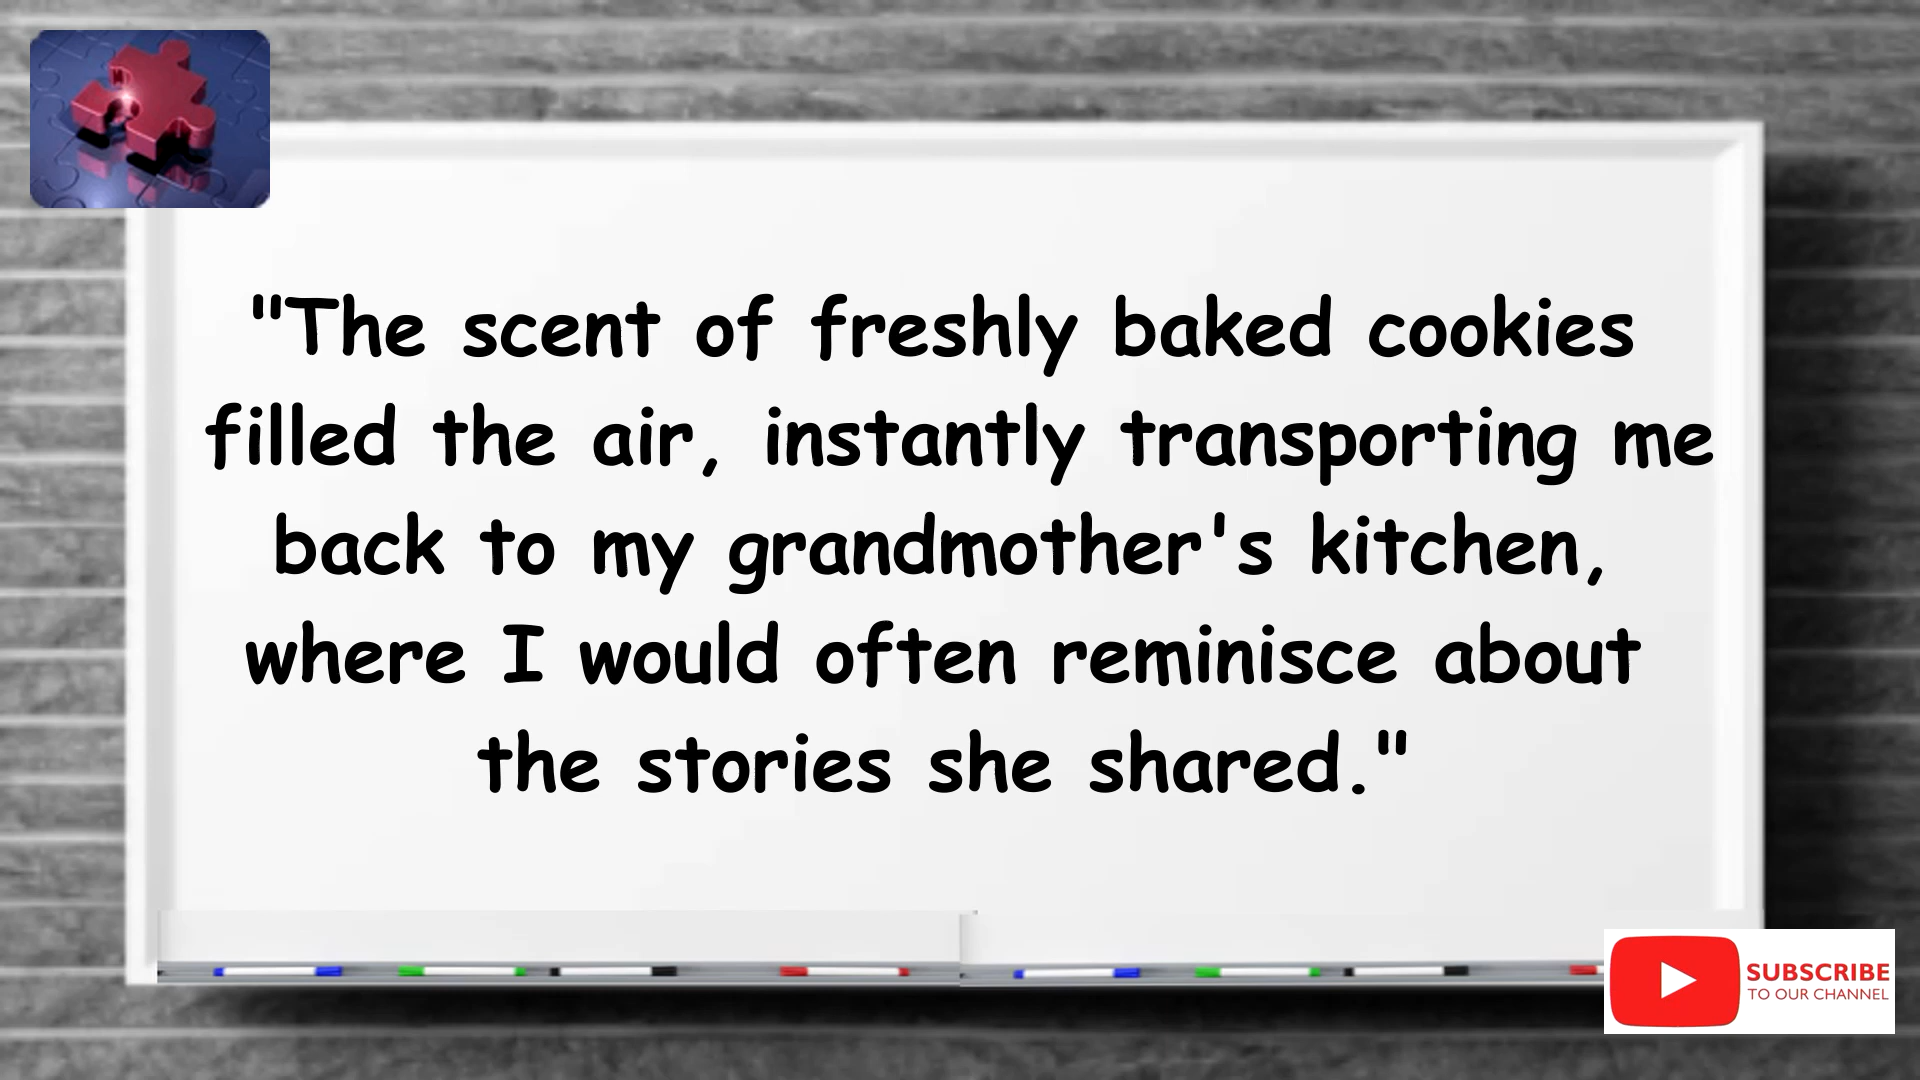 "The scent of freshly baked cookies
filled the air, instantly transporting me
back to my grandmother's kitchen,
where I would often reminisce about
the stories she shared."
SUBSCRIBE
TO OUR CHANNEL